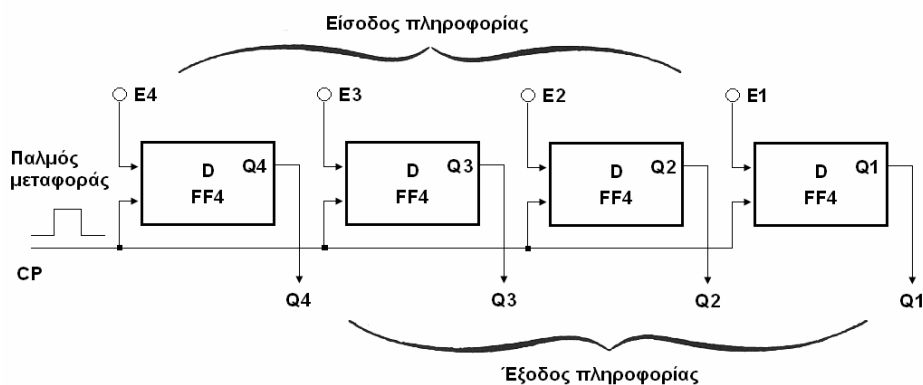 Είσοδος πληροφορίας
E4 E3 E2 E1
Παλμός
μεταφοράς
D Q4 D Q3 D Q2 D Q1
FF4 FF4 FF4 FF4
CP
Q4 Q3 Q2 Q1
Έξοδος πληροφορίας